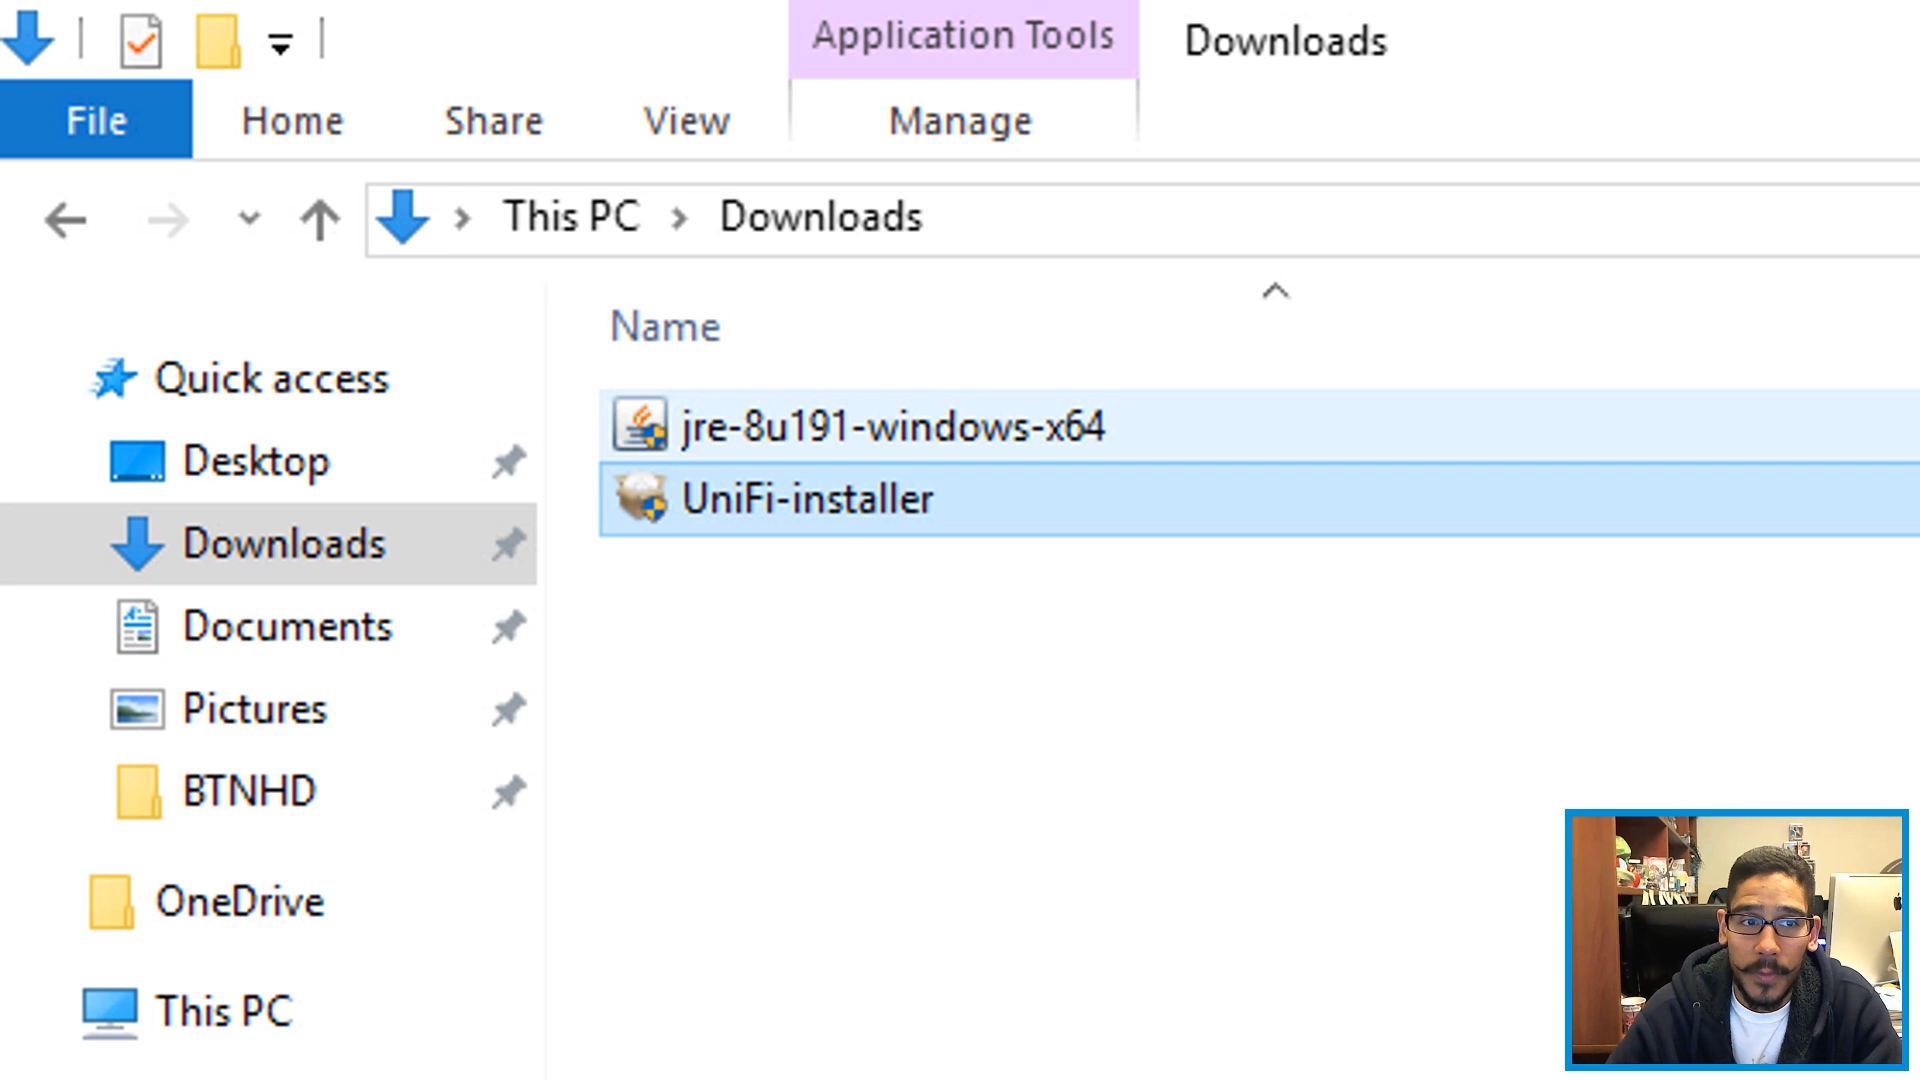 Application Tools
Downloads
File
Home
Share
View
Manage
This PC
Downloads
Name
Quick access
Desktop
Downloads
Documents
Pictures
BTNHD
OneDrive
This PC
jre-8u191-windows-x64
UniFi-installer